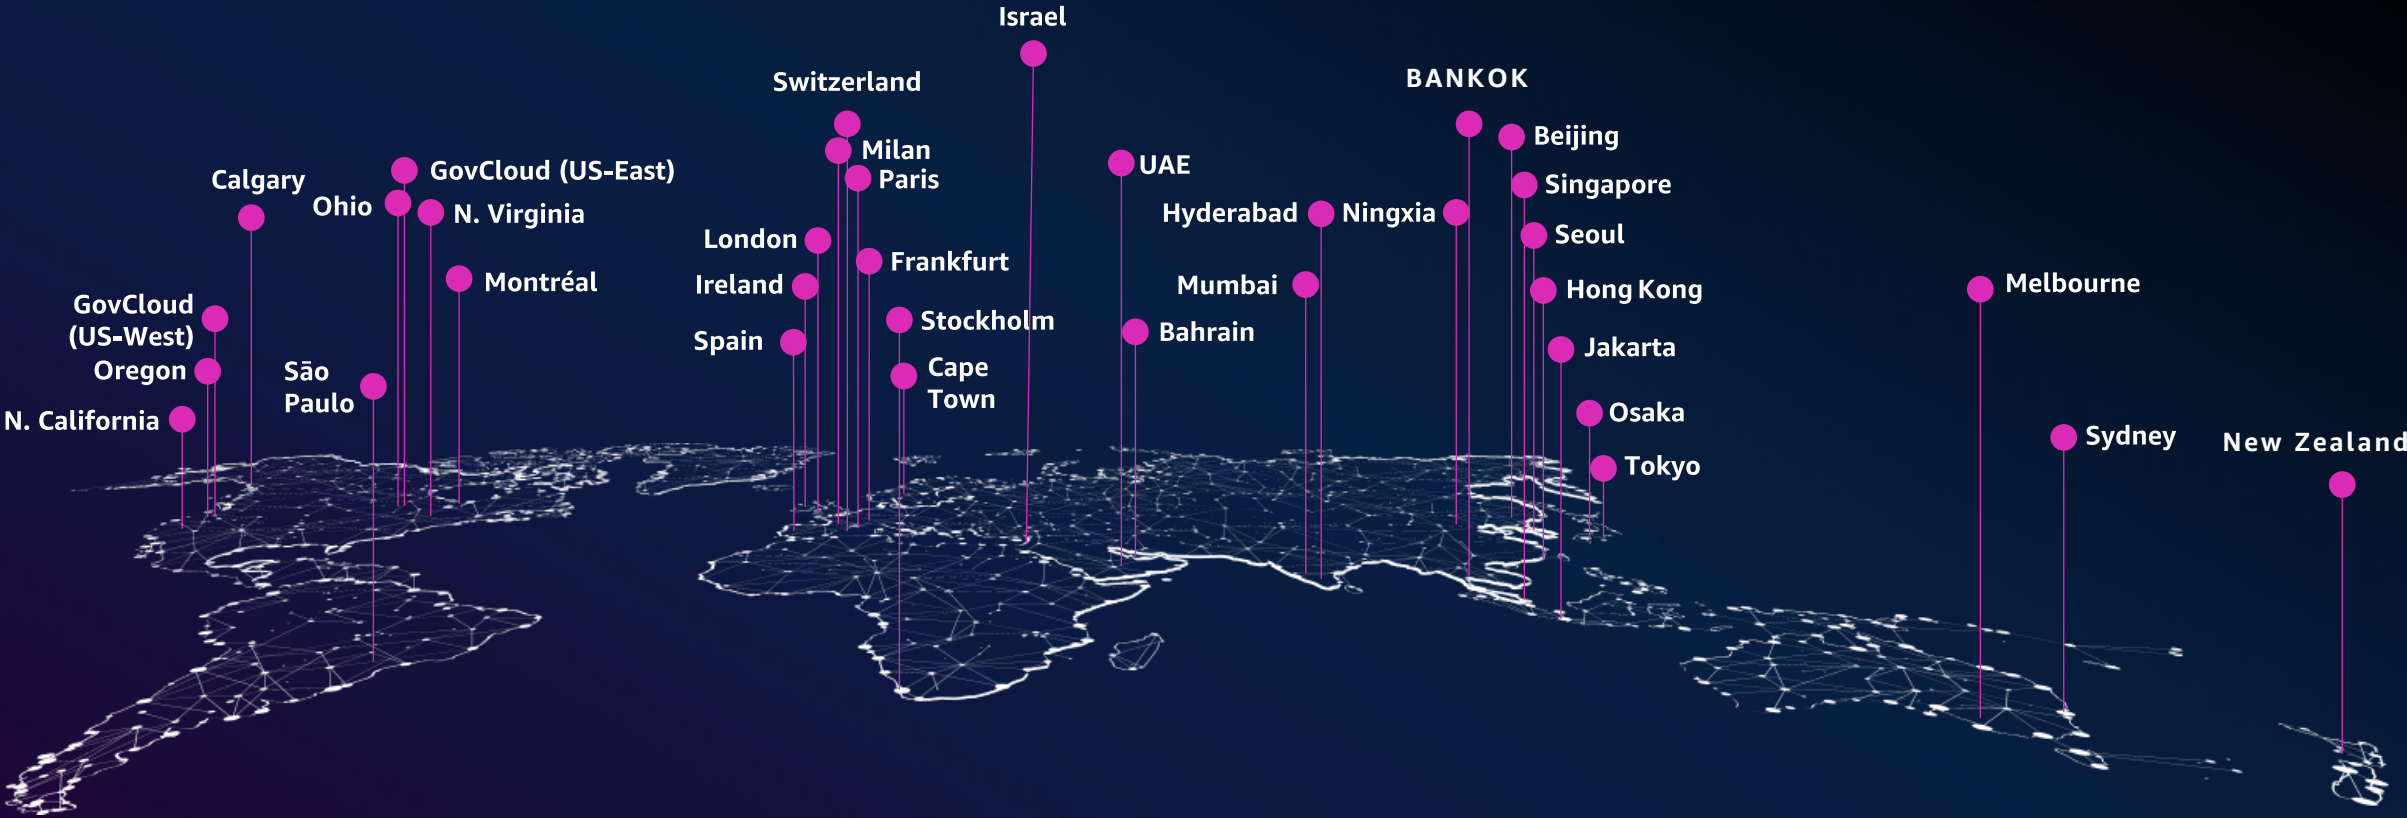 Israel
Switzerland
BANKOK
Beijing
Milan
GovCloud (US-East)
UAE
Calgary
Paris
Singapore
Ohio
N. Virginia
Hyderabad
Ningxia
London
Seoul
Frankfurt
Montréal
Ireland
Mumbai
Hong Kong
Melbourne
GovCloud
(US-West)
Stockholm
Bahrain
Spain
Jakarta
Oregon
São
Paulo
Cape
Town
Osaka
N. California
Sydney
New Zealand
Tokyo